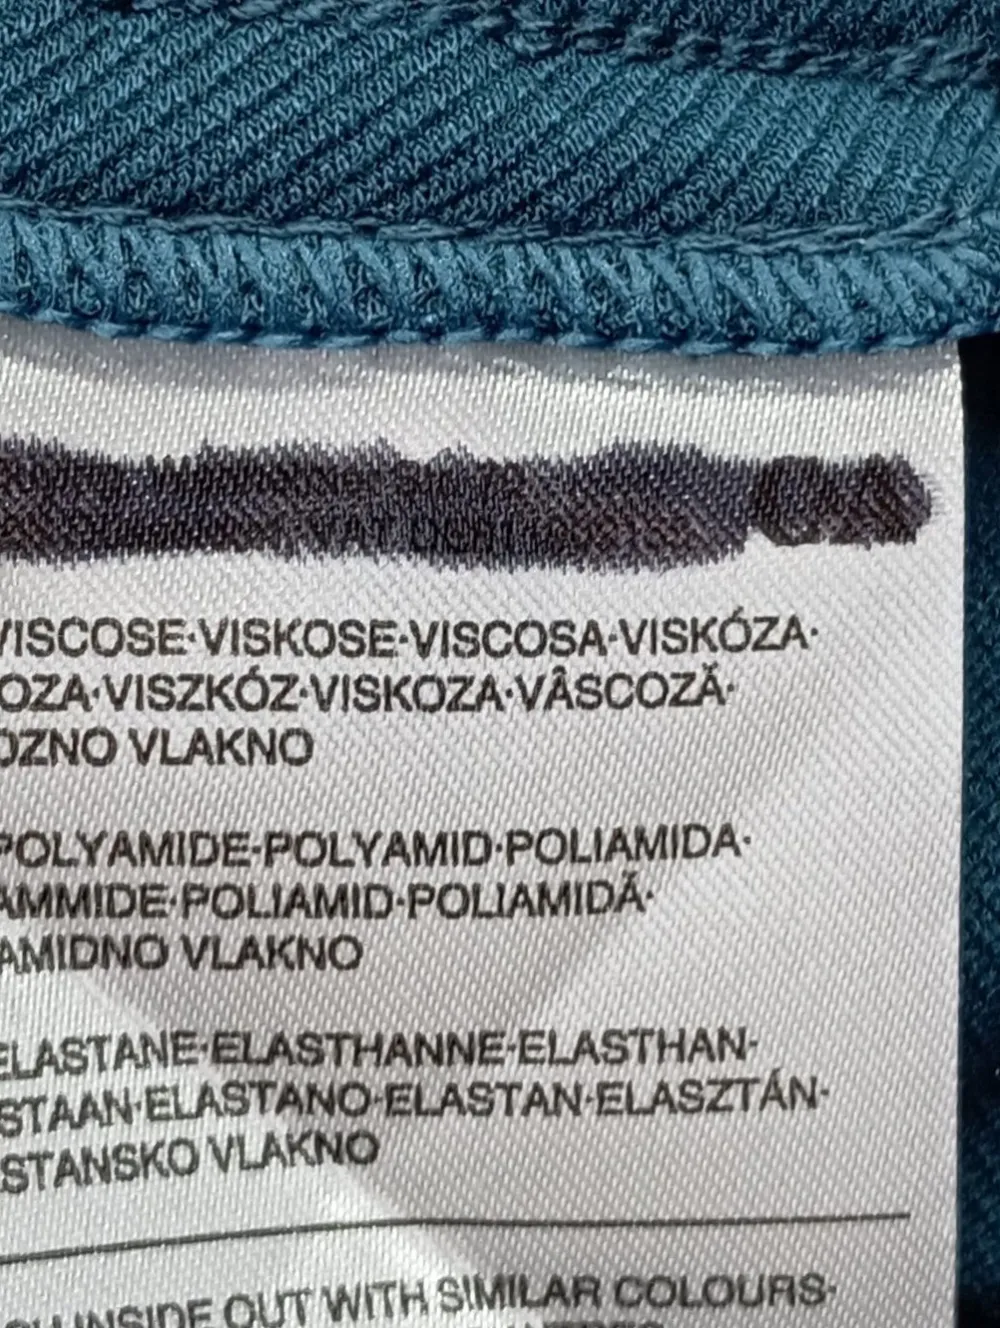 VISCOSE·VISKOSE·VISCOSA·VISKÓZA·
OZA·VISZKÓZ·VISKOZA·VÂSCOZĂ·
OZNO VLAKNO
POLYAMIDE·POLYAMID·POLIAMIDA·
AMMIDE·POLIAMID·POLIAMIDĂ·
AMIDNO VLAKNO
ELASTANE·ELASTHANNE·ELASTHAN·
STAAN·ELASTANO·ELASTAN·ELASZTÁN·
STANSKO VLAKNO
INSIDE OUT WITH SIMILAR COLOURS·